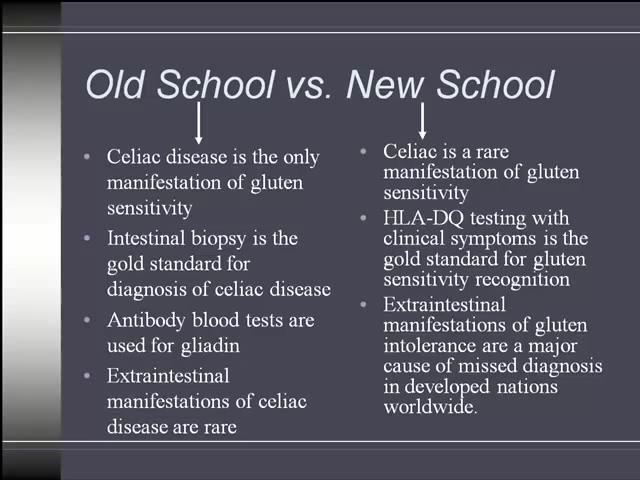 Old School vs. New School
• Celiac disease is the only
manifestation of gluten
sensitivity
• Intestinal biopsy is the
gold standard for
diagnosis of celiac disease
• Antibody blood tests are
used for gliadin
• Extraintestinal
manifestations of celiac
disease are rare
• Celiac is a rare
manifestation of gluten
sensitivity
• HLA-DQ testing with
clinical symptoms is the
gold standard for gluten
sensitivity recognition
• Extraintestinal
manifestations of gluten
intolerance are a major
cause of missed diagnosis
in developed nations
worldwide.